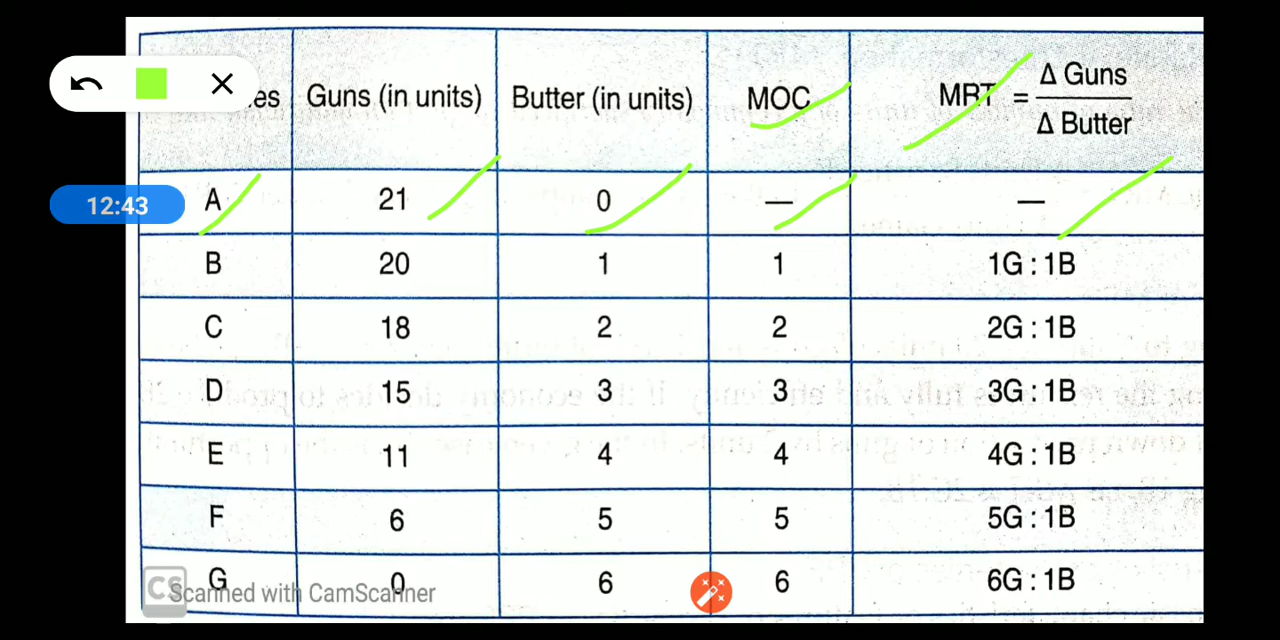 es Guns (in units) Butter (in units) MOC MRT = Δ Guns / Δ Butter
12:43 A 21 0 — —
B 20 1 1 1G : 1B
C 18 2 2 2G : 1B
D 15 3 3 3G : 1B
E 11 4 4 4G : 1B
F 6 5 5 5G : 1B
G 0 6 6 6G : 1B
CS Scanned with CamScanner